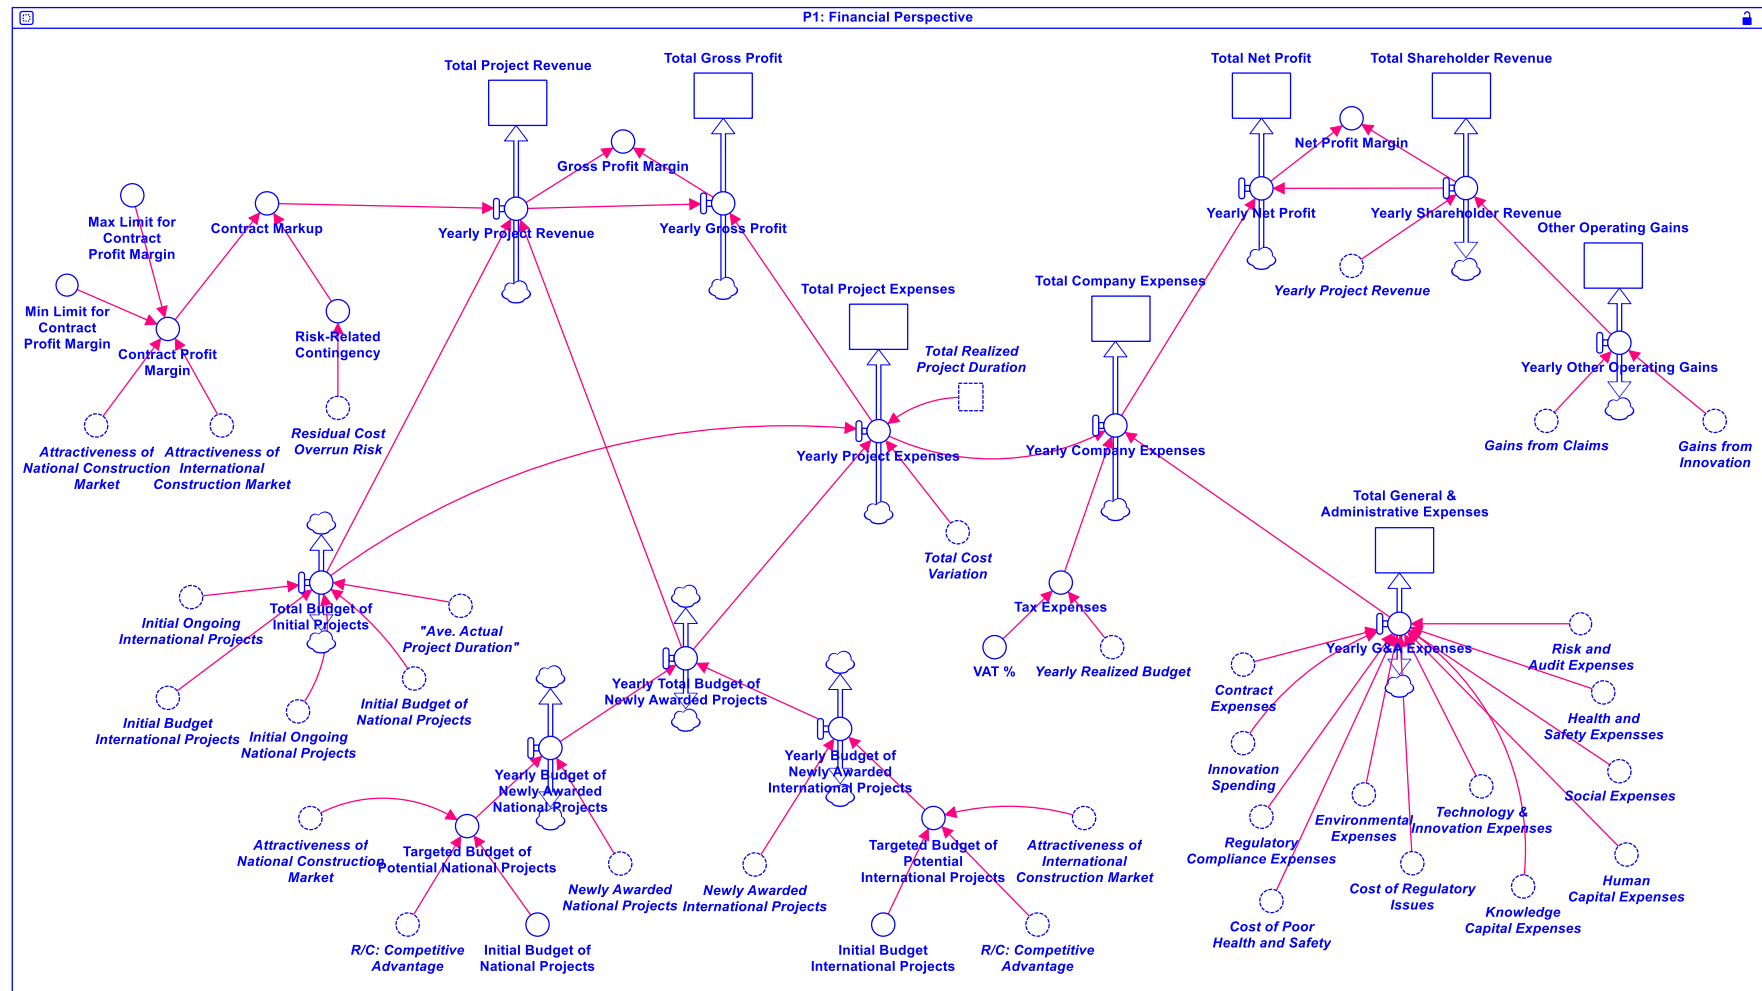 P1: Financial Perspective
Total Project Revenue
Total Gross Profit
Total Net Profit
Total Shareholder Revenue
Gross Profit Margin
Net Profit Margin
Max Limit for
Contract
Profit Margin
Contract Markup
Yearly Project Revenue
Yearly Gross Profit
Yearly Net Profit
Yearly Shareholder Revenue
Other Operating Gains
Min Limit for
Contract
Profit Margin
Contract Profit
Margin
Risk-Related
Contingency
Total Project Expenses
Total Company Expenses
Yearly Project Revenue
Total Realized
Project Duration
Yearly Other Operating Gains
Attractiveness of
National Construction
Market
Attractiveness of
International
Construction Market
Residual Cost
Overrun Risk
Yearly Project Expenses
Yearly Company Expenses
Gains from Claims
Gains from
Innovation
Total General &
Administrative Expenses
Total Cost
Variation
Initial Ongoing
International Projects
Total Budget of
Initial Projects
"Ave. Actual
Project Duration"
Tax Expenses
VAT %
Yearly Realized Budget
Yearly G&A Expenses
Risk and
Audit Expenses
Contract
Expenses
Initial Budget
International Projects
Initial Ongoing
National Projects
Initial Budget of
National Projects
Yearly Total Budget of
Newly Awarded Projects
Health and
Safety Expensses
Yearly Budget of
Newly Awarded
National Projects
Yearly Budget of
Newly Awarded
International Projects
Innovation
Spending
Social Expenses
Environmental
Expenses
Technology &
Innovation Expenses
Attractiveness of
National Construction
Market
Targeted Budget of
Potential National Projects
Targeted Budget of
Potential
International Projects
Attractiveness of
International
Construction Market
Regulatory
Compliance Expenses
Newly Awarded
National Projects
Newly Awarded
International Projects
Cost of Regulatory
Issues
Human
Capital Expenses
Knowledge
Capital Expenses
Cost of Poor
Health and Safety
R/C: Competitive
Advantage
Initial Budget of
National Projects
Initial Budget
International Projects
R/C: Competitive
Advantage